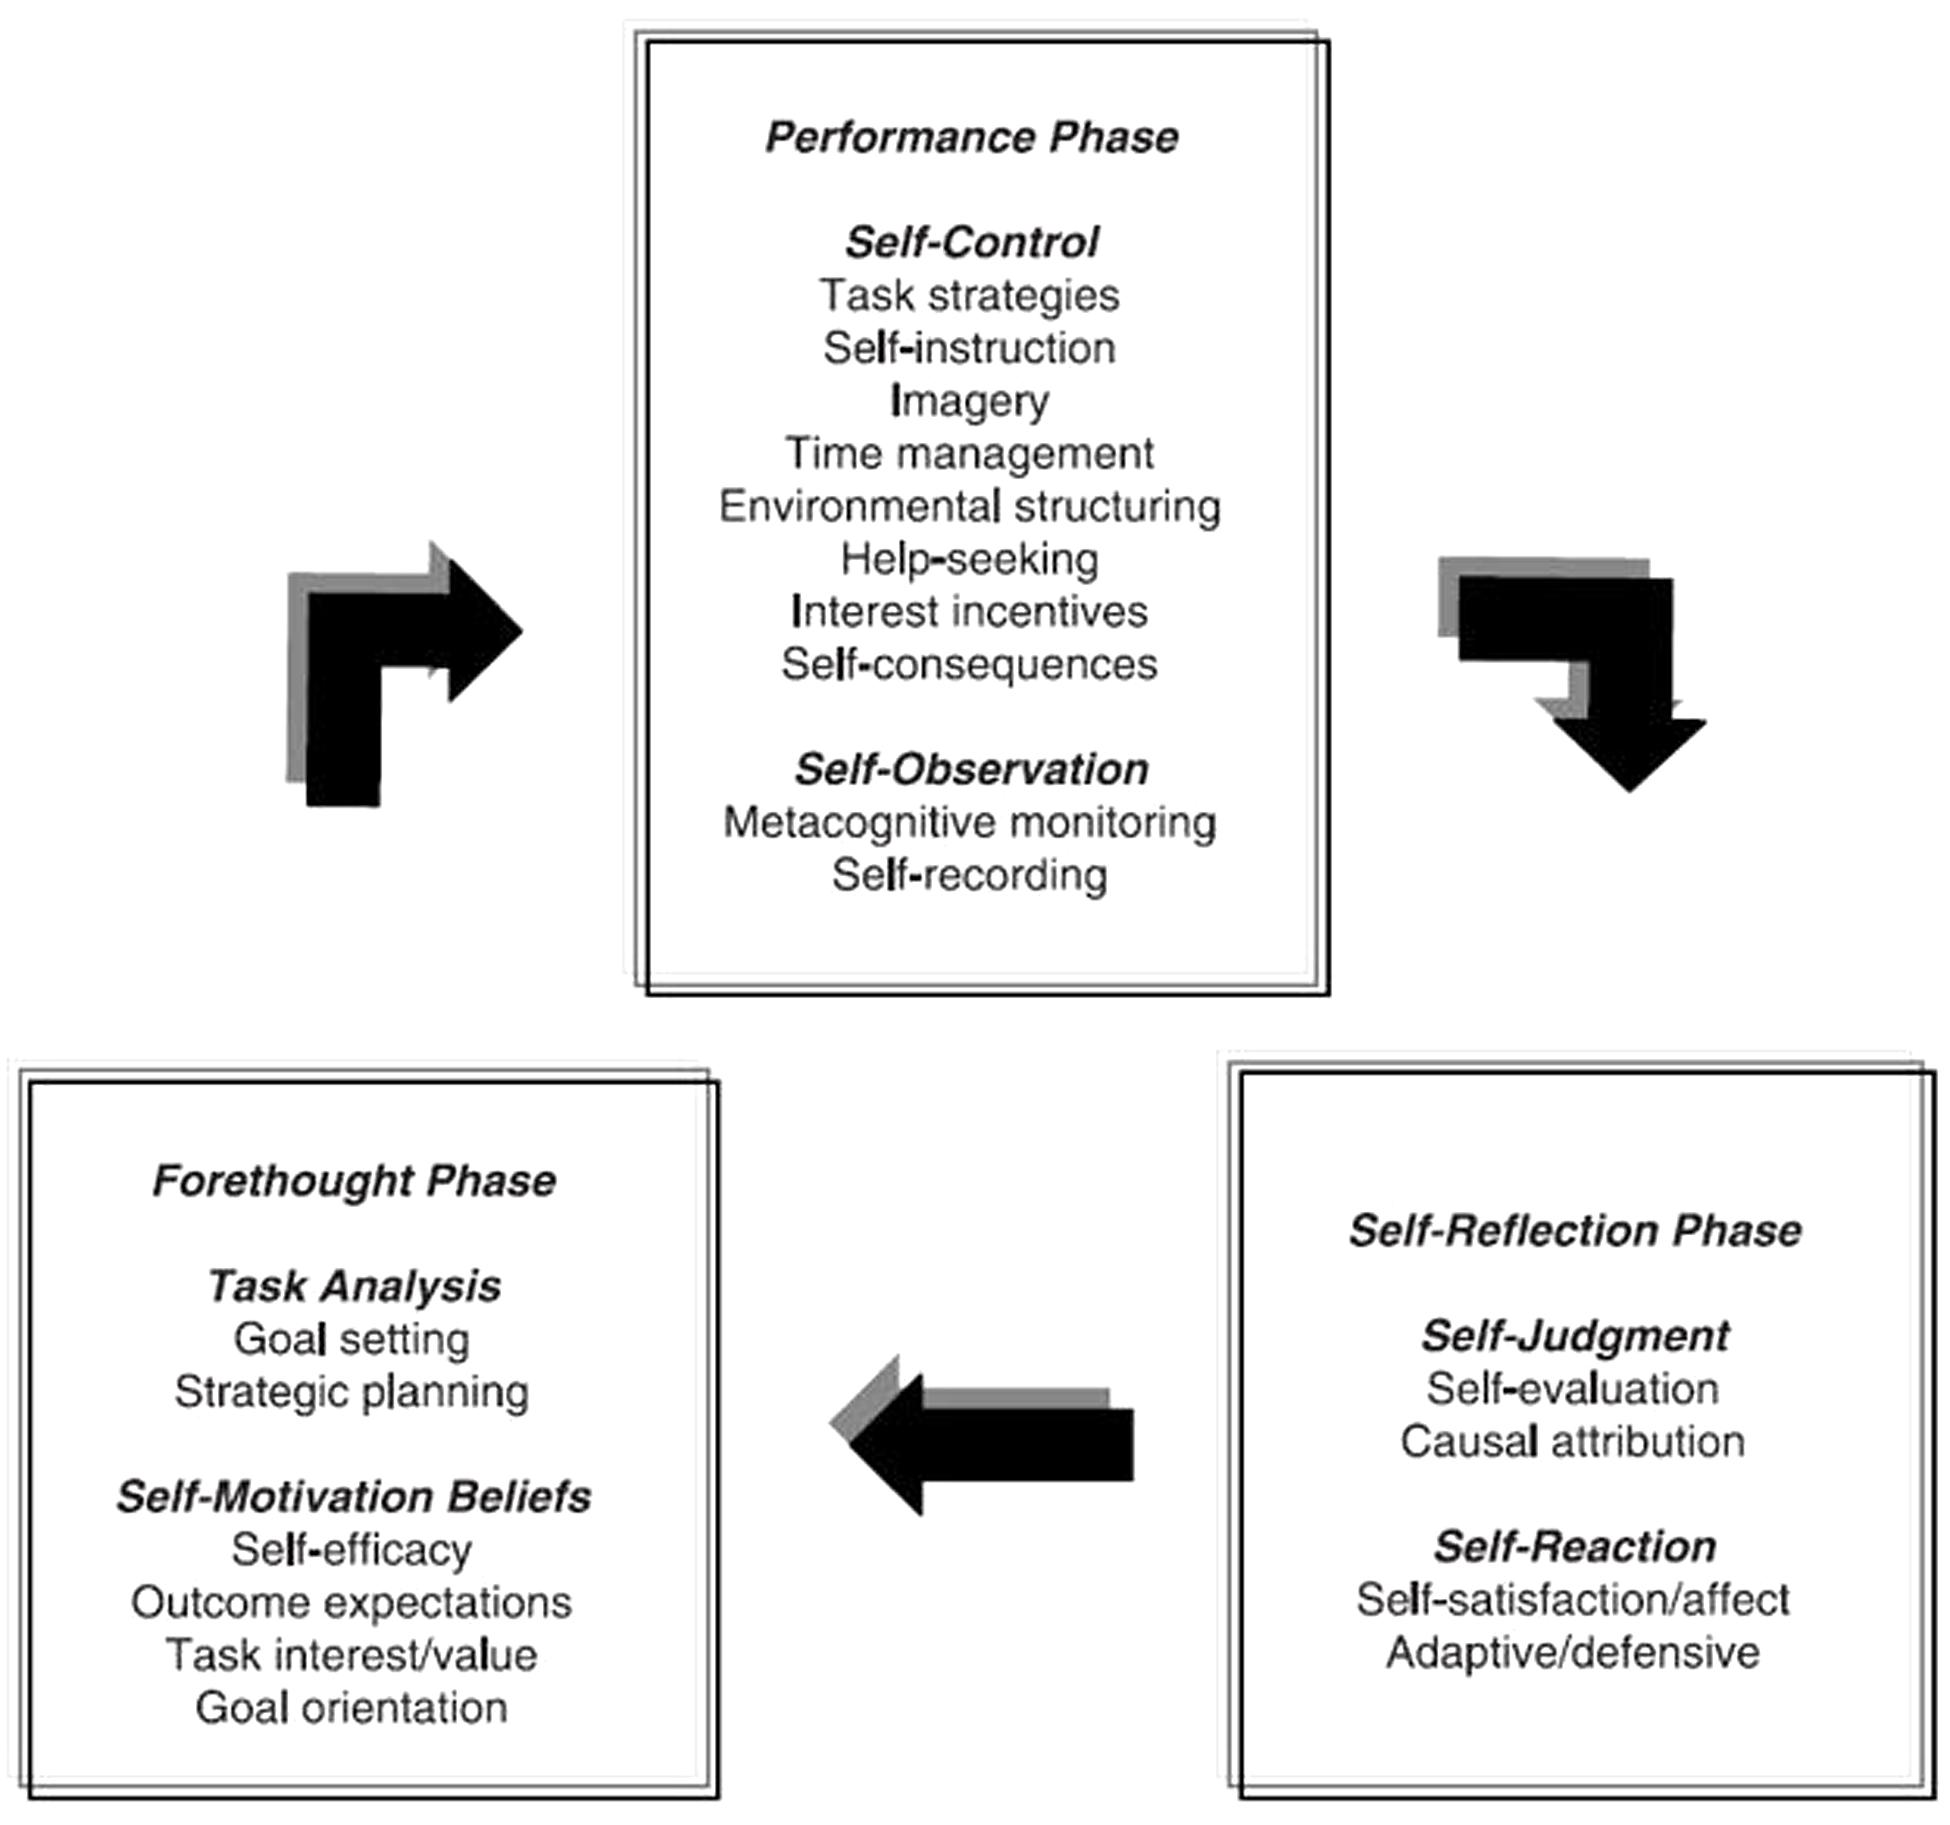 Performance Phase
Self-Control
Task strategies
Self-instruction
Imagery
Time management
Environmental structuring
Help-seeking
Interest incentives
Self-consequences
Self-Observation
Metacognitive monitoring
Self-recording
Forethought Phase
Task Analysis
Goal setting
Strategic planning
Self-Motivation Beliefs
Self-efficacy
Outcome expectations
Task interest/value
Goal orientation
Self-Reflection Phase
Self-Judgment
Self-evaluation
Causal attribution
Self-Reaction
Self-satisfaction/affect
Adaptive/defensive